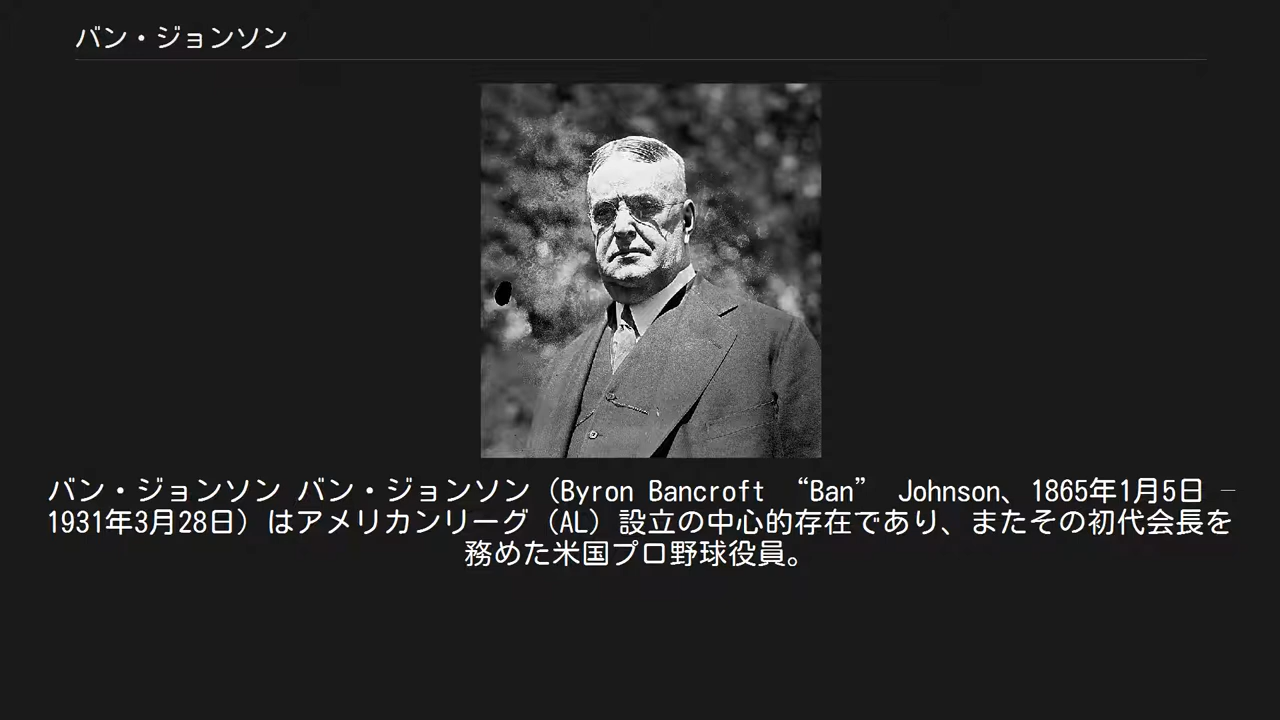 バン・ジョンソン
バン・ジョンソン バン・ジョンソン（Byron Bancroft “Ban” Johnson、1865年1月5日 –
1931年3月28日）はアメリカンリーグ（AL）設立の中心的存在であり、またその初代会長を
務めた米国プロ野球役員。